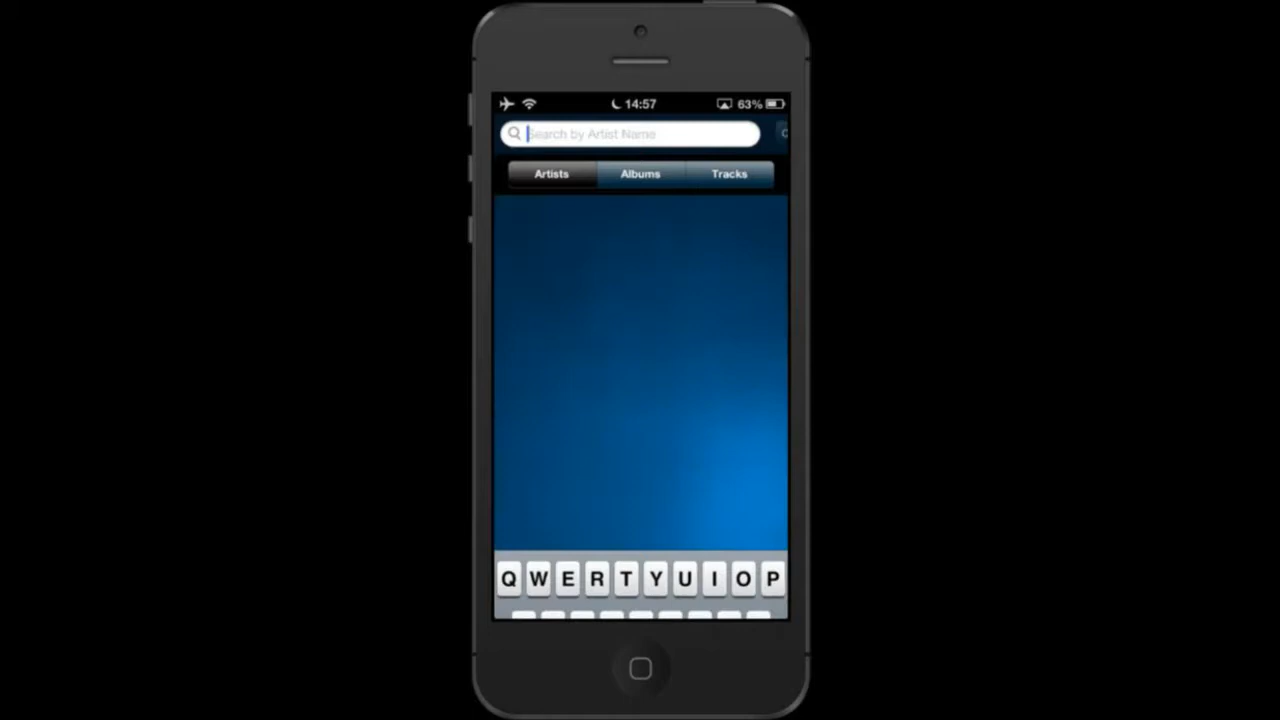 14:57 63%
Search by Artist Name C
Artists Albums Tracks
Q W E R T Y U I O P